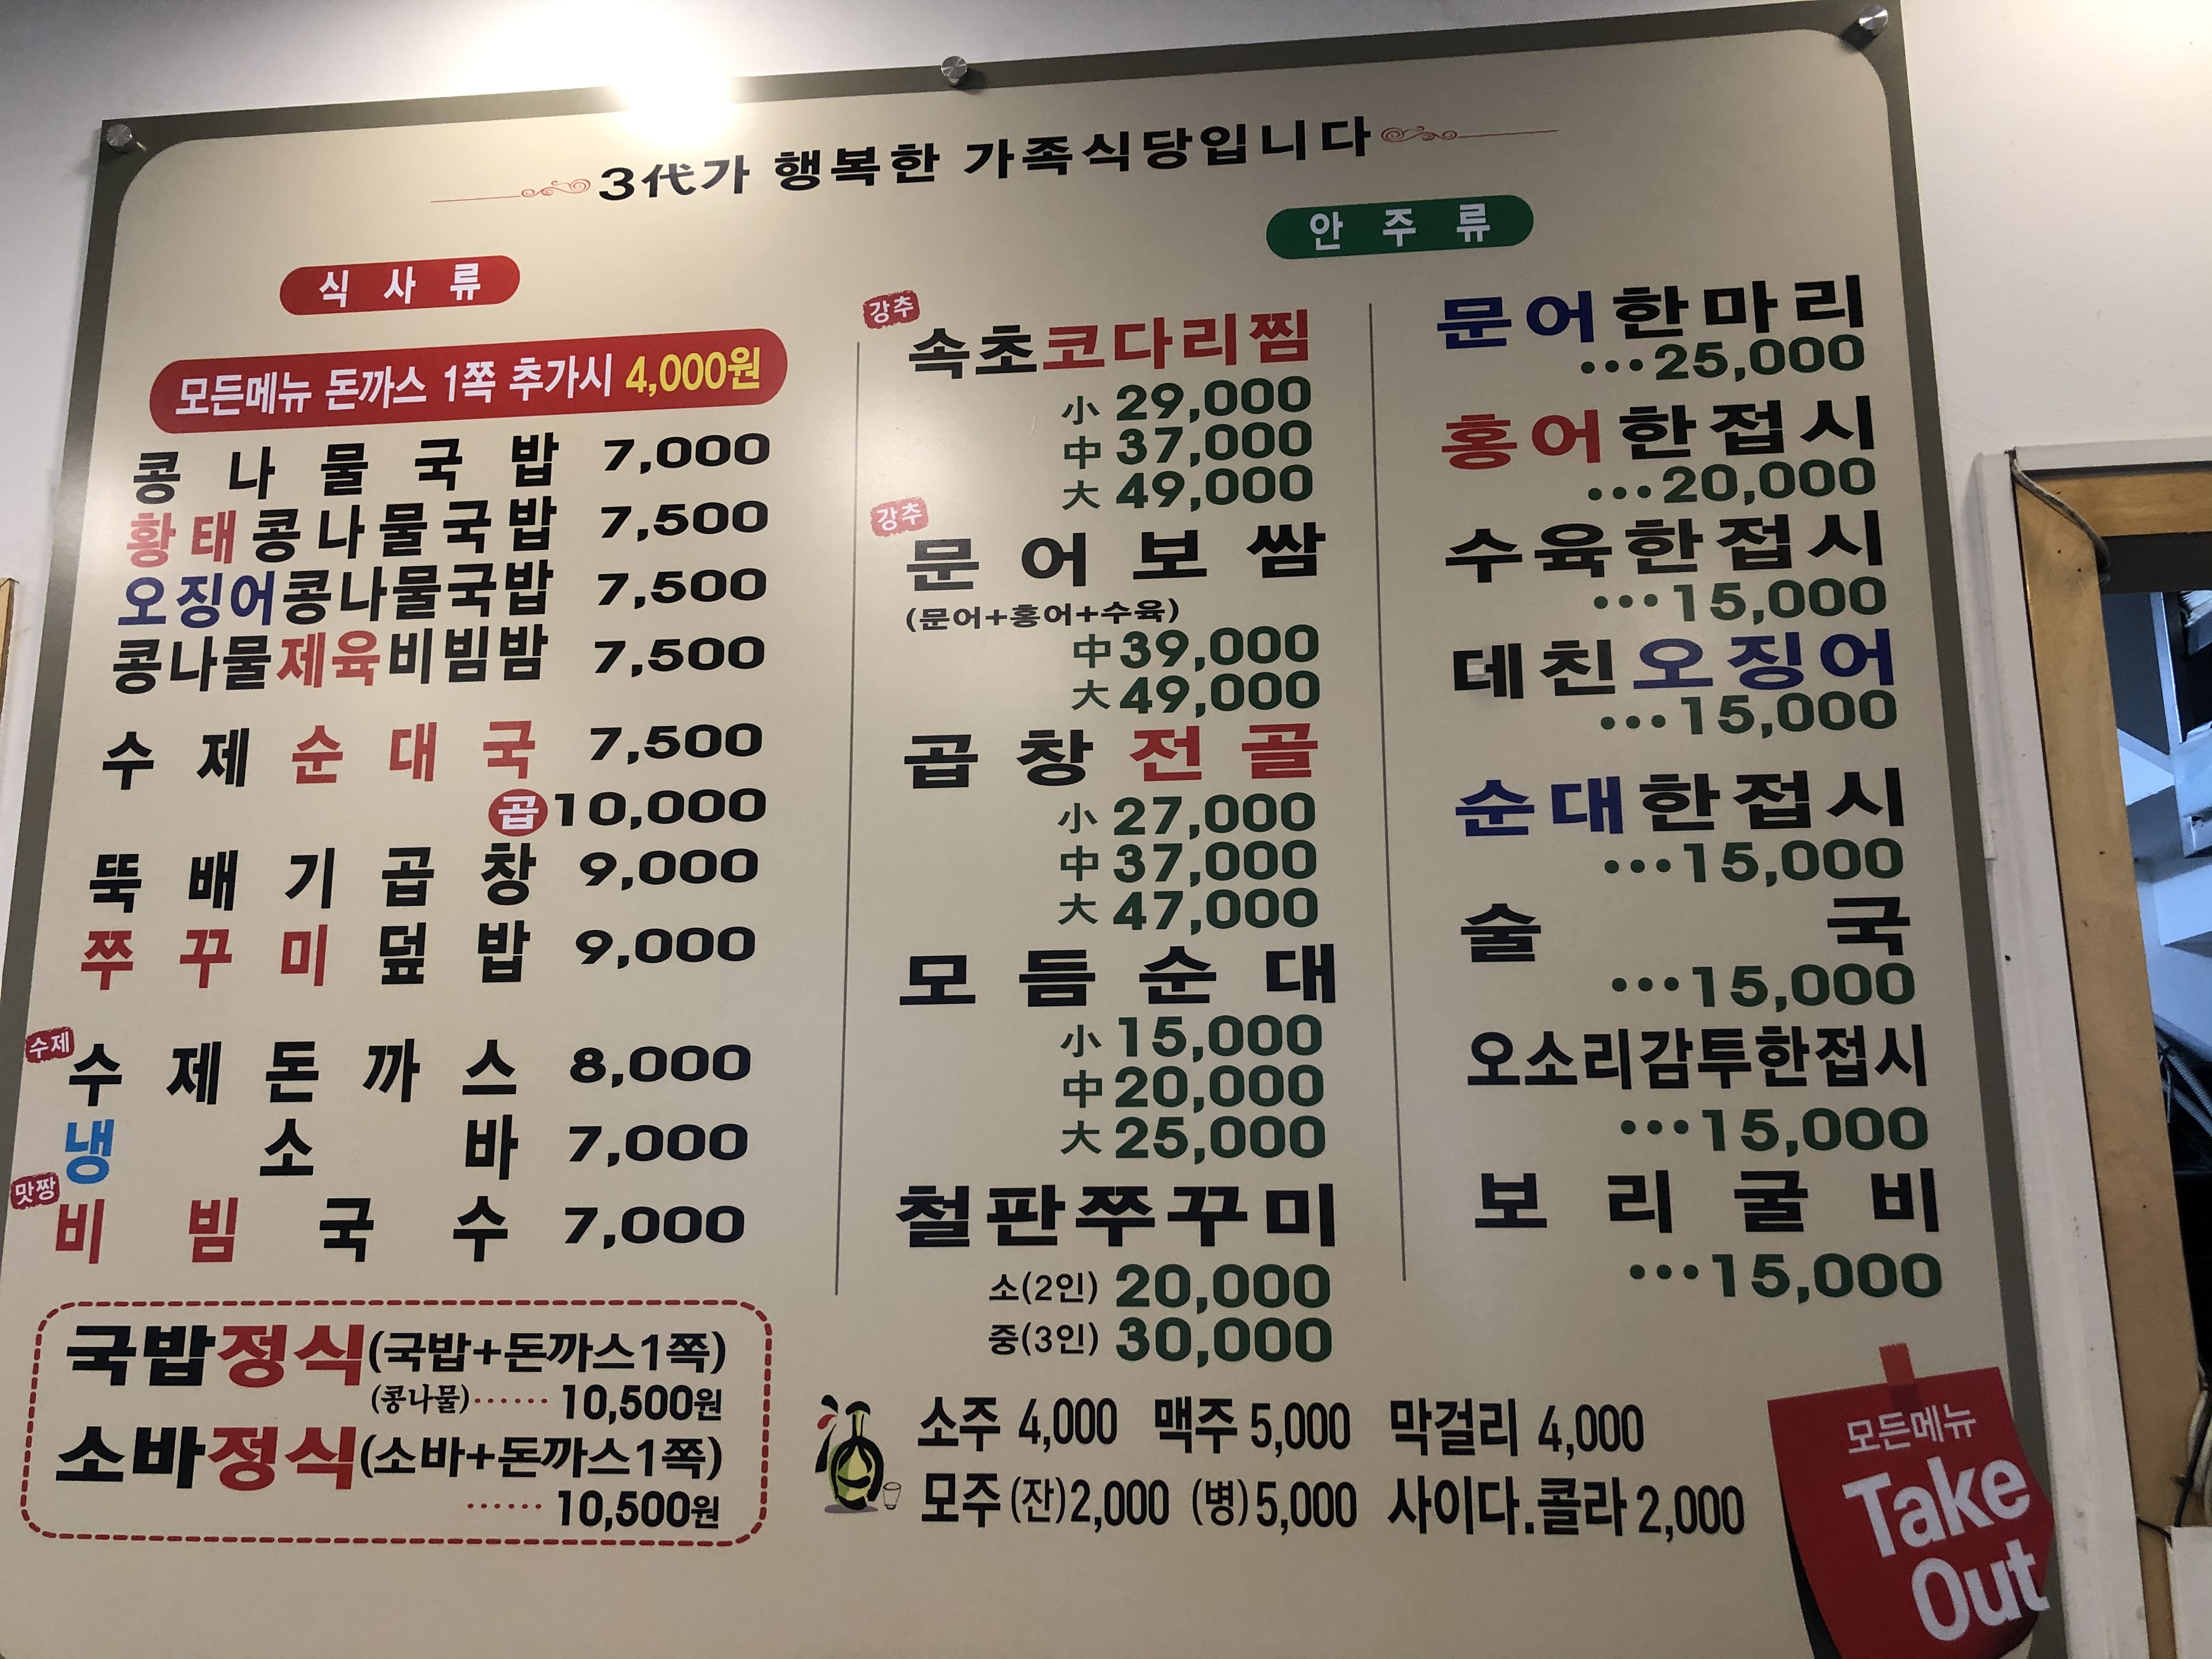 3代가 행복한 가족식당입니다
식사류
모든메뉴 돈까스 1쪽 추가시 4,000원
콩나물국밥 7,000
황태콩나물국밥 7,500
오징어콩나물국밥 7,500
콩나물제육비빔밤 7,500
수제순대국 7,500
곱 10,000
뚝배기곱창 9,000
쭈꾸미덮밥 9,000
수제
수제돈까스 8,000
냉소바 7,000
맛짱
비빔국수 7,000
국밥정식(국밥+돈까스1쪽)
(콩나물)······ 10,500원
소바정식(소바+돈까스1쪽)
······ 10,500원
안주류
강추
속초코다리찜
小 29,000
中 37,000
大 49,000
강추
문어보쌈
(문어+홍어+수육)
中 39,000
大 49,000
곱창전골
小 27,000
中 37,000
大 47,000
모듬순대
小 15,000
中 20,000
大 25,000
철판쭈꾸미
소(2인) 20,000
중(3인) 30,000
문어한마리
···25,000
홍어한접시
···20,000
수육한접시
···15,000
데친오징어
···15,000
순대한접시
···15,000
술국
···15,000
오소리감투한접시
···15,000
보리굴비
···15,000
소주 4,000 맥주 5,000 막걸리 4,000
모주 (잔)2,000 (병)5,000 사이다.콜라 2,000
모든메뉴
Take
Out